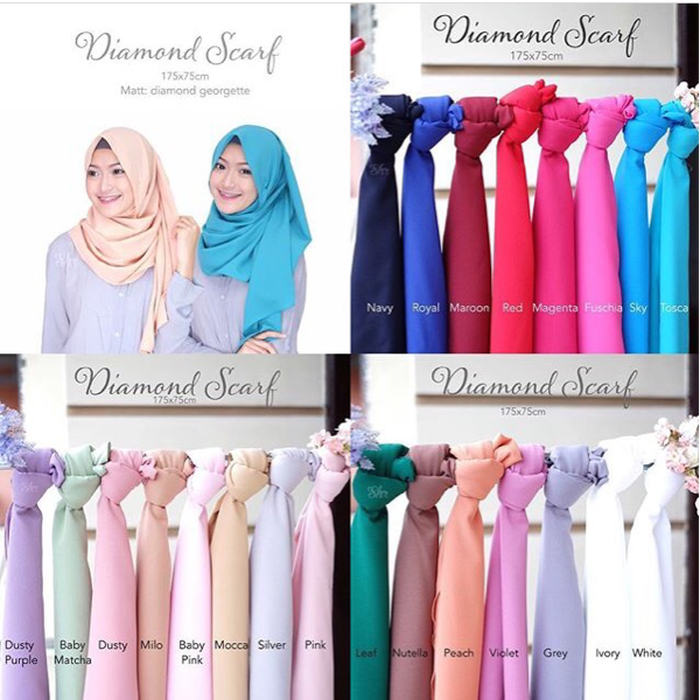 Diamond Scarf
175x75cm
Matt: diamond georgette
Diamond Scarf
175x75cm
Navy Royal Maroon Red Magenta Fuschia Sky Tosca
Diamond Scarf
175x75cm
Dusty Purple Baby Matcha Dusty Milo Baby Pink Mocca Silver Pink
Diamond Scarf
175x75cm
Leaf Nutella Peach Violet Grey Ivory White